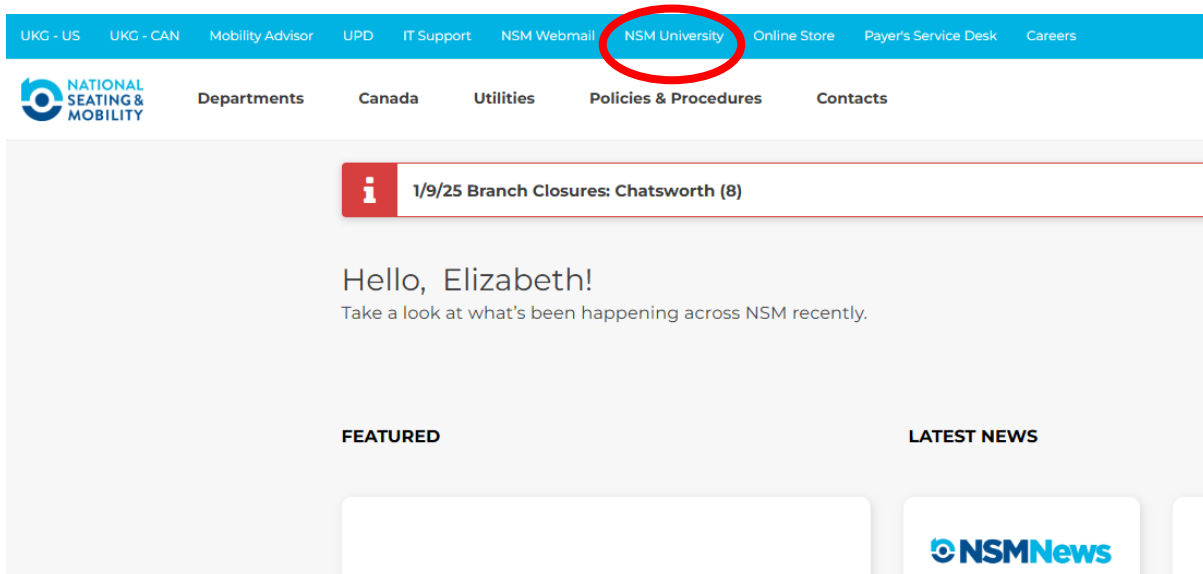 UKG - US UKG - CAN Mobility Advisor UPD IT Support NSM Webmail NSM University Online Store Payer's Service Desk Careers
NATIONAL
SEATING &
MOBILITY
Departments Canada Utilities Policies & Procedures Contacts
1/9/25 Branch Closures: Chatsworth (8)
Hello, Elizabeth!
Take a look at what's been happening across NSM recently.
FEATURED LATEST NEWS
NSMNews